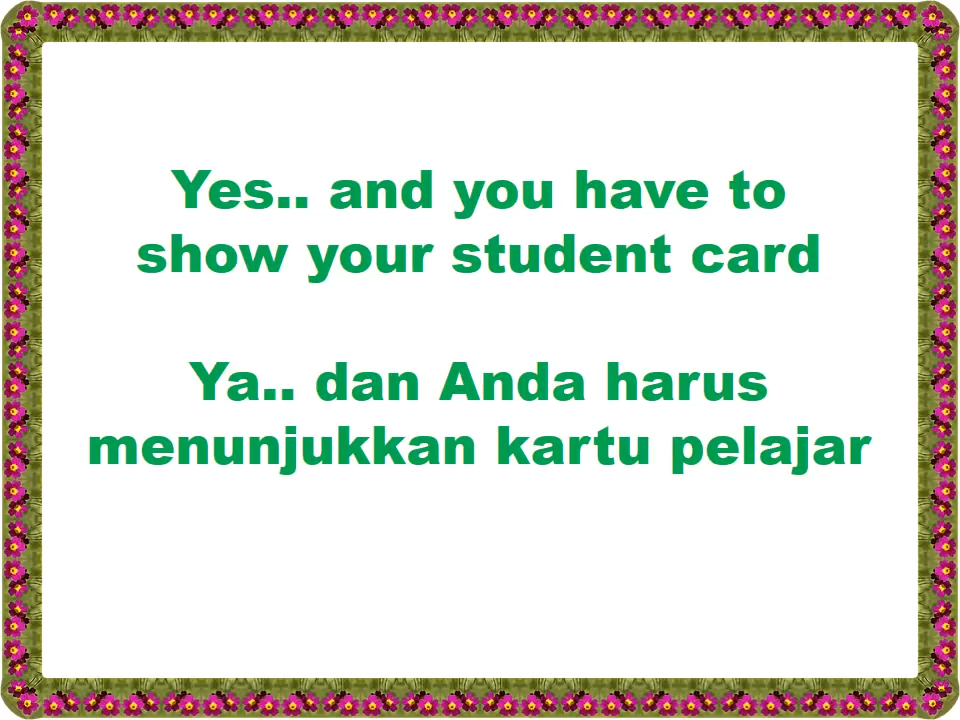 Yes.. and you have to
show your student card
Ya.. dan Anda harus
menunjukkan kartu pelajar